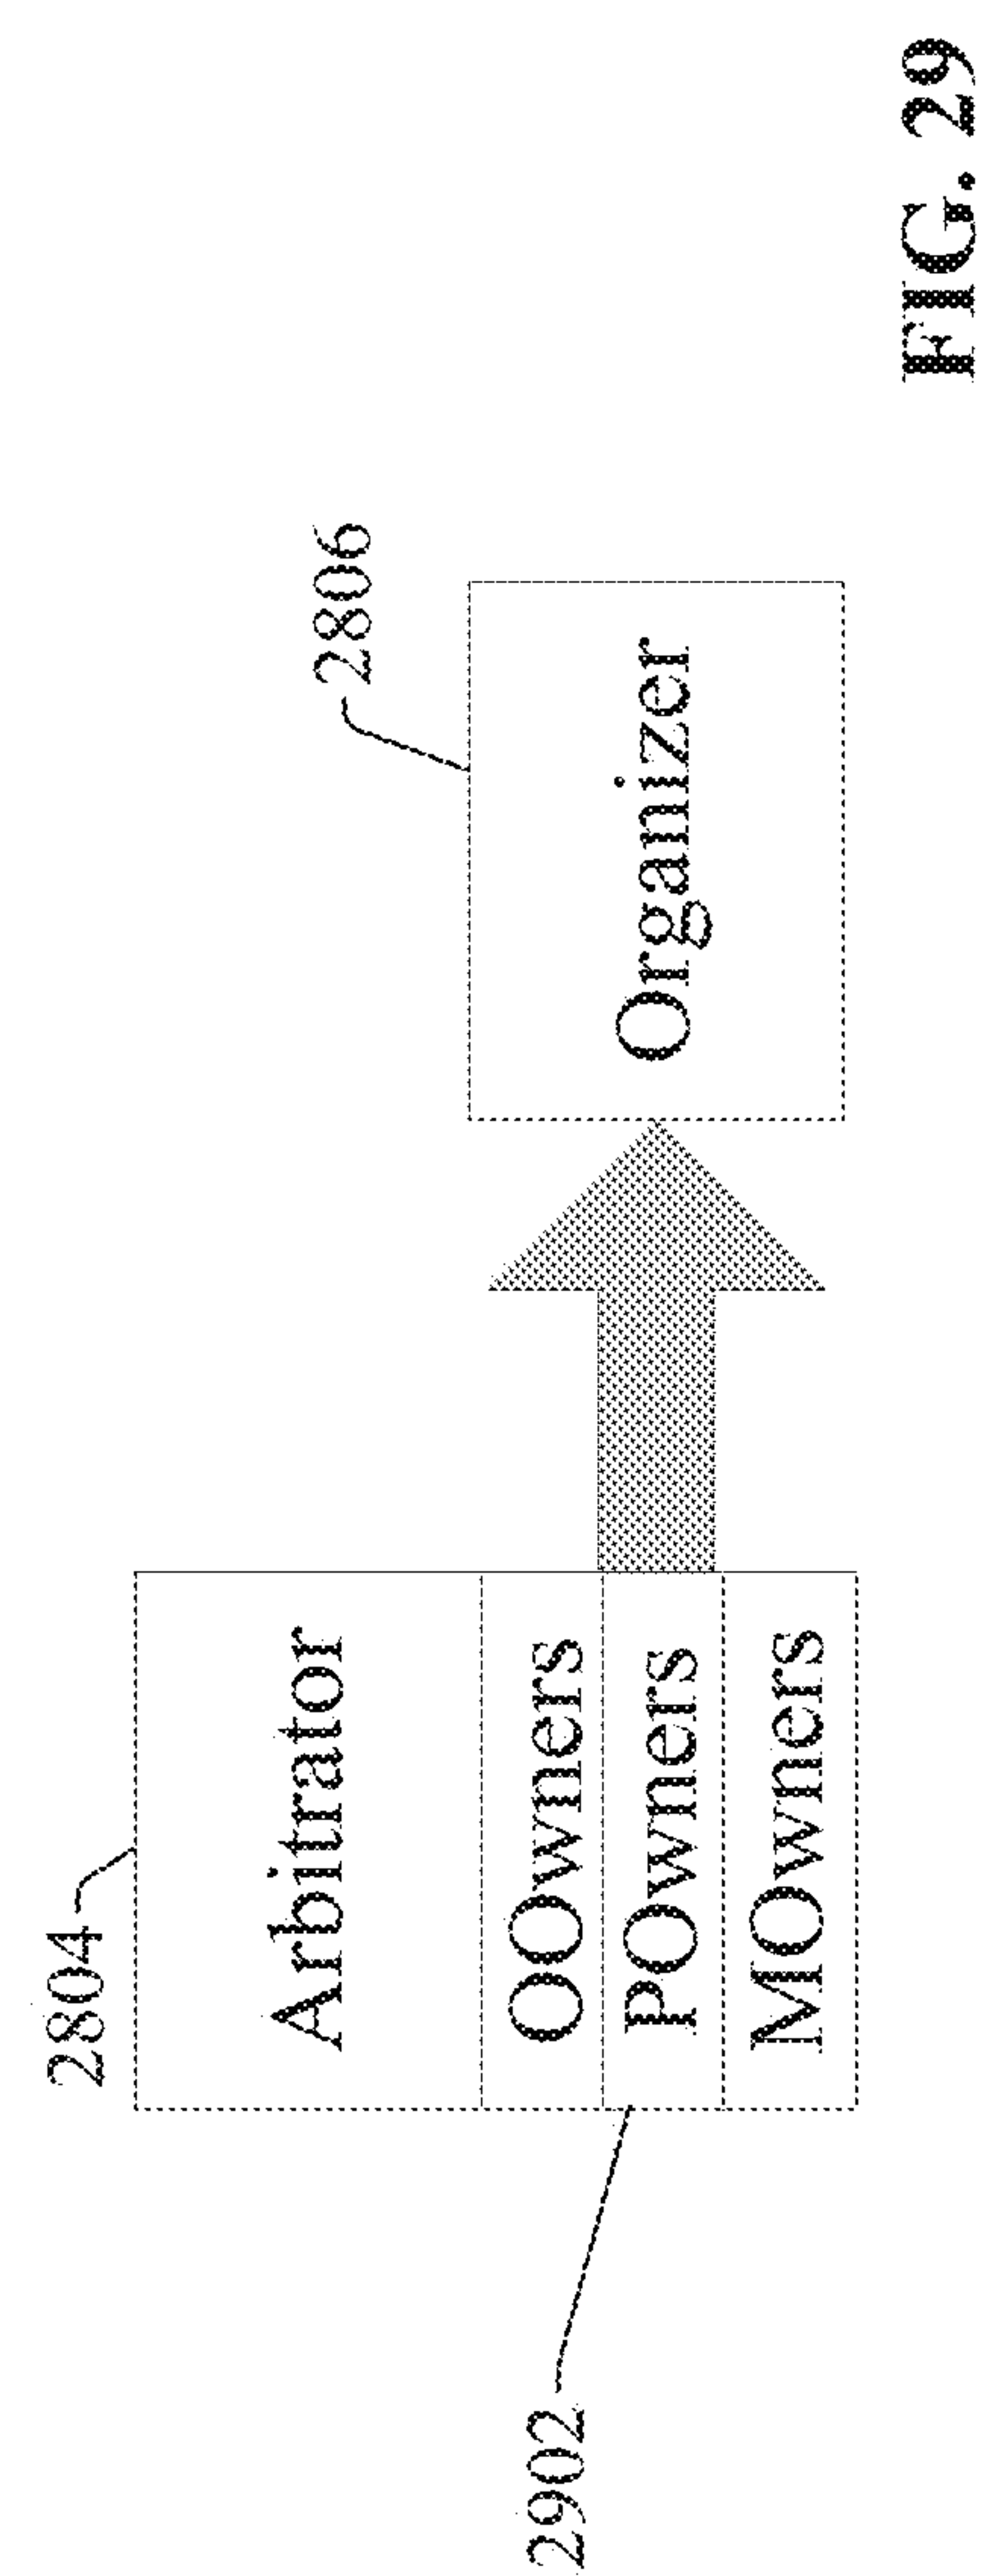 2804
Arbitrator
OOwners
POwners
MOwners
2902
2806
Organizer
FIG. 29